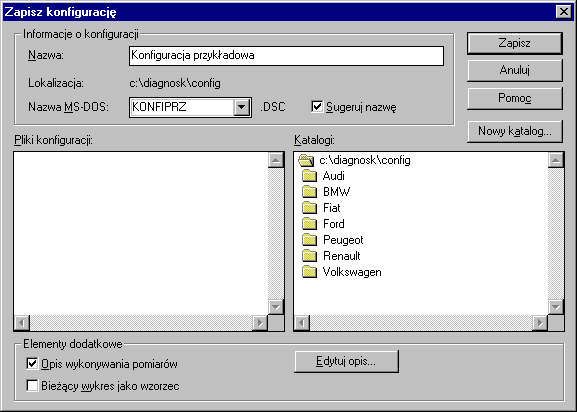 Zapisz konfigurację
Informacje o konfiguracji
Nazwa: Konfiguracja przykładowa
Lokalizacja: c:\diagnosk\config
Nazwa MS-DOS: KONFIPRZ .DSC Sugeruj nazwę
Zapisz
Anuluj
Pomoc
Nowy katalog...
Pliki konfiguracji:
Katalogi:
c:\diagnosk\config
Audi
BMW
Fiat
Ford
Peugeot
Renault
Volkswagen
Elementy dodatkowe
Opis wykonywania pomiarów
Bieżący wykres jako wzorzec
Edytuj opis...